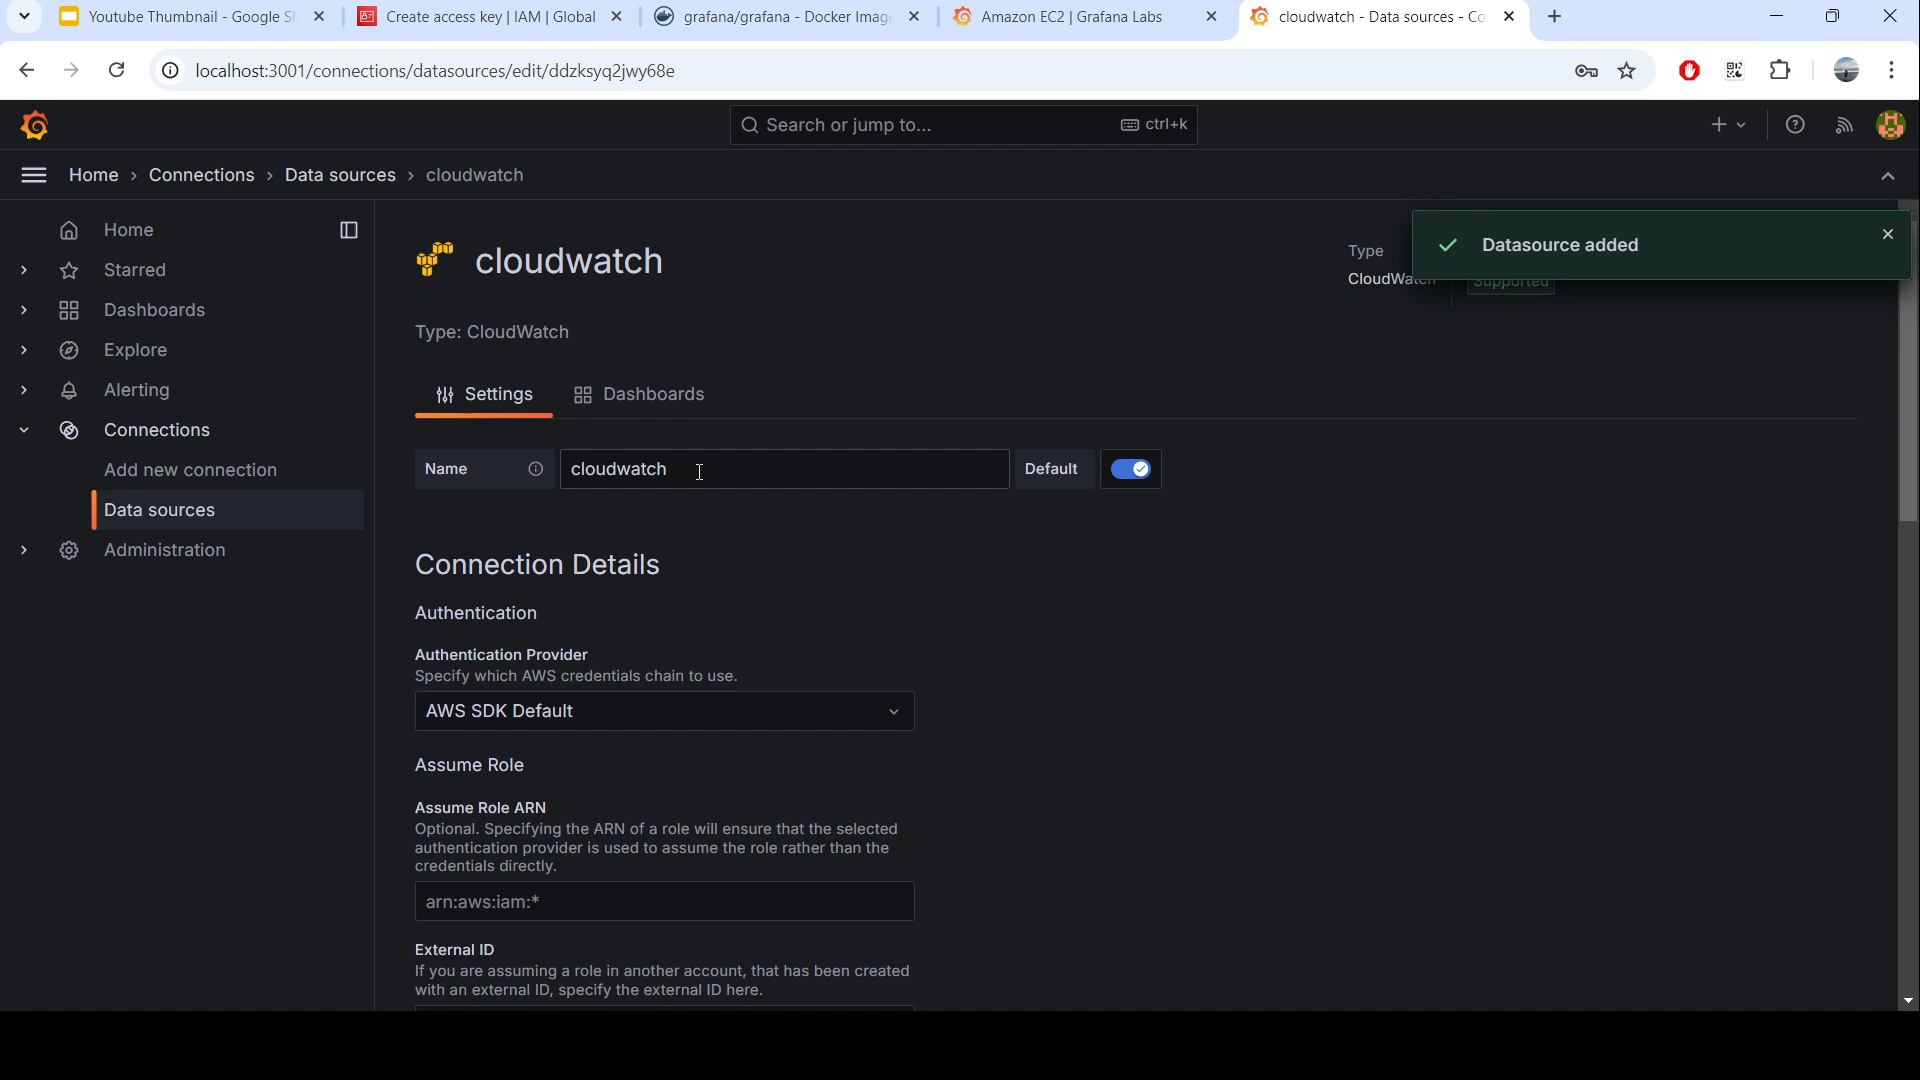 Youtube Thumbnail - Google Sl
Create access key | IAM | Global
grafana/grafana - Docker Imag
Amazon EC2 | Grafana Labs
cloudwatch - Data sources - Co
localhost:3001/connections/datasources/edit/ddzksyq2jwy68e
Search or jump to...
ctrl+k
Home › Connections › Data sources › cloudwatch
Home
Starred
Dashboards
Explore
Alerting
Connections
Add new connection
Data sources
Administration
cloudwatch
Type
CloudWatch
Supported
Datasource added
Type: CloudWatch
Settings
Dashboards
Name
cloudwatch
Default
Connection Details
Authentication
Authentication Provider
Specify which AWS credentials chain to use.
AWS SDK Default
Assume Role
Assume Role ARN
Optional. Specifying the ARN of a role will ensure that the selected
authentication provider is used to assume the role rather than the
credentials directly.
arn:aws:iam:*
External ID
If you are assuming a role in another account, that has been created
with an external ID, specify the external ID here.